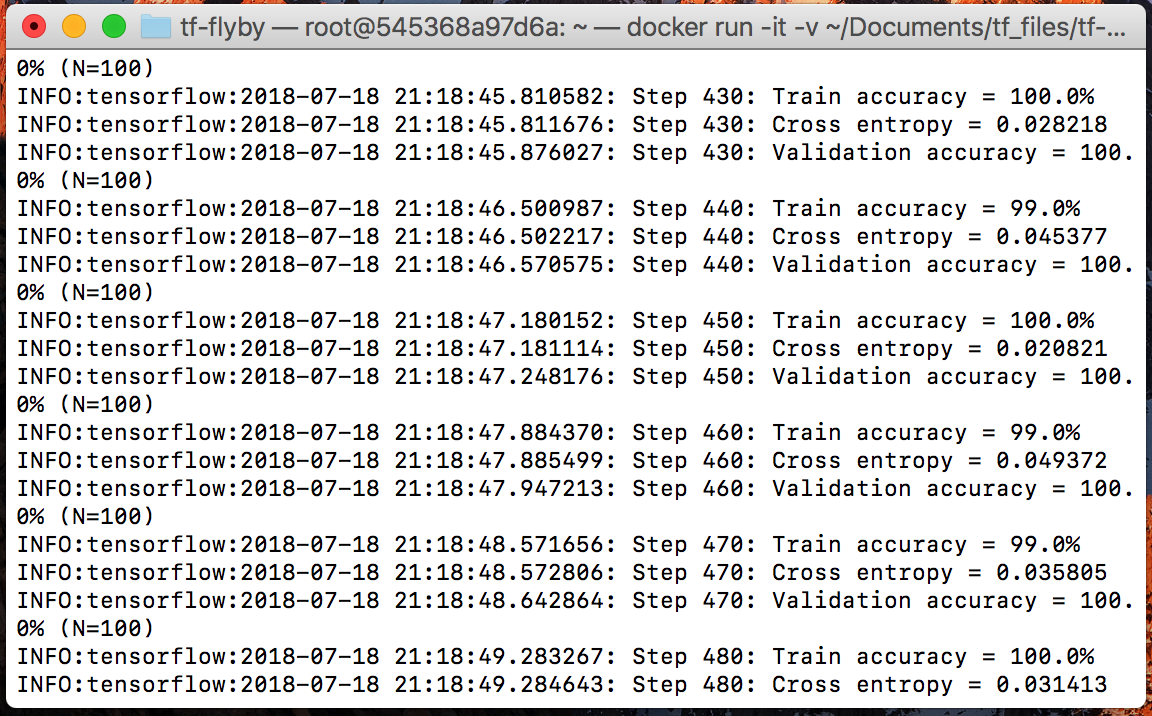 tf-flyby — root@545368a97d6a: ~ — docker run -it -v ~/Documents/tf_files/tf-...
0% (N=100)
INFO:tensorflow:2018-07-18 21:18:45.810582: Step 430: Train accuracy = 100.0%
INFO:tensorflow:2018-07-18 21:18:45.811676: Step 430: Cross entropy = 0.028218
INFO:tensorflow:2018-07-18 21:18:45.876027: Step 430: Validation accuracy = 100.
0% (N=100)
INFO:tensorflow:2018-07-18 21:18:46.500987: Step 440: Train accuracy = 99.0%
INFO:tensorflow:2018-07-18 21:18:46.502217: Step 440: Cross entropy = 0.045377
INFO:tensorflow:2018-07-18 21:18:46.570575: Step 440: Validation accuracy = 100.
0% (N=100)
INFO:tensorflow:2018-07-18 21:18:47.180152: Step 450: Train accuracy = 100.0%
INFO:tensorflow:2018-07-18 21:18:47.181114: Step 450: Cross entropy = 0.020821
INFO:tensorflow:2018-07-18 21:18:47.248176: Step 450: Validation accuracy = 100.
0% (N=100)
INFO:tensorflow:2018-07-18 21:18:47.884370: Step 460: Train accuracy = 99.0%
INFO:tensorflow:2018-07-18 21:18:47.885499: Step 460: Cross entropy = 0.049372
INFO:tensorflow:2018-07-18 21:18:47.947213: Step 460: Validation accuracy = 100.
0% (N=100)
INFO:tensorflow:2018-07-18 21:18:48.571656: Step 470: Train accuracy = 99.0%
INFO:tensorflow:2018-07-18 21:18:48.572806: Step 470: Cross entropy = 0.035805
INFO:tensorflow:2018-07-18 21:18:48.642864: Step 470: Validation accuracy = 100.
0% (N=100)
INFO:tensorflow:2018-07-18 21:18:49.283267: Step 480: Train accuracy = 100.0%
INFO:tensorflow:2018-07-18 21:18:49.284643: Step 480: Cross entropy = 0.031413